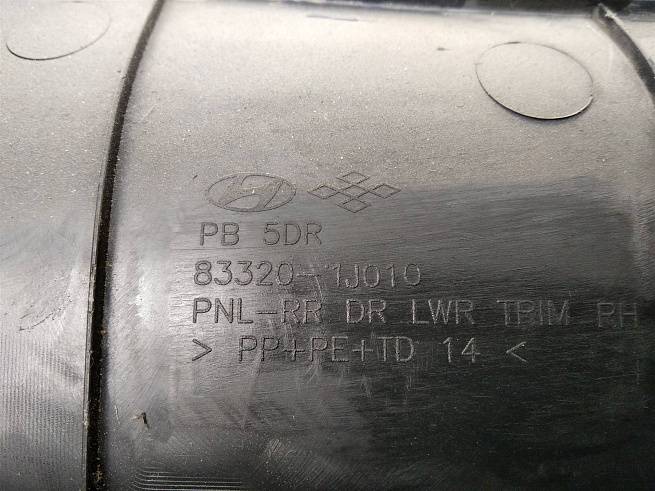 PB 5DR
83320-1J010
PNL-RR DR LWR TRIM RH
> PP+PE+TD 14 <